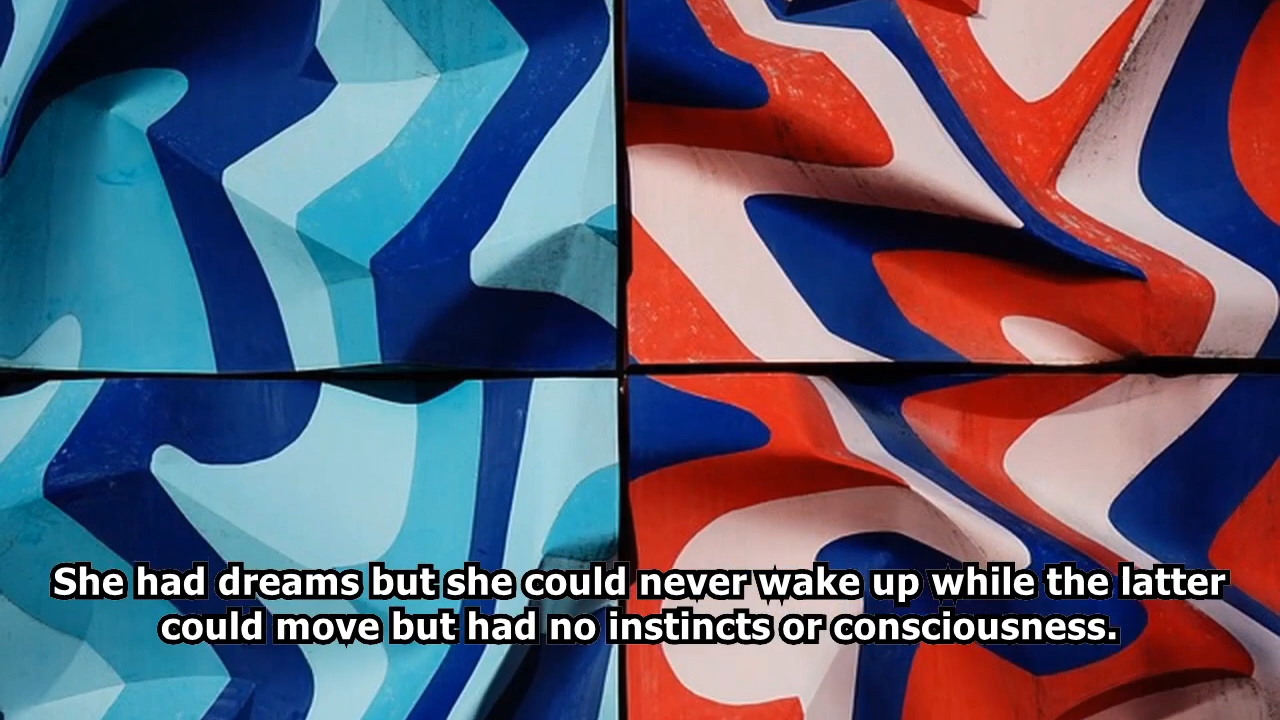 She had dreams but she could never wake up while the latter
could move but had no instincts or consciousness.